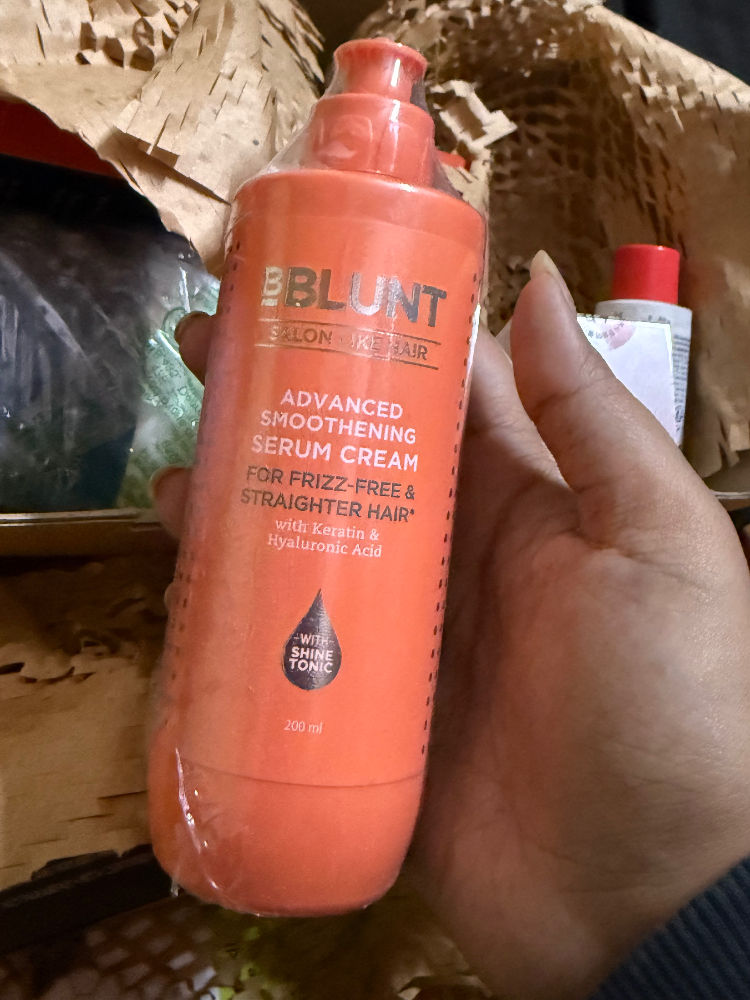 BBLUNT
SALON LIKE HAIR
ADVANCED
SMOOTHENING
SERUM CREAM
FOR FRIZZ-FREE &
STRAIGHTER HAIR*
with Keratin &
Hyaluronic Acid
WITH
SHINE
TONIC
200 ml